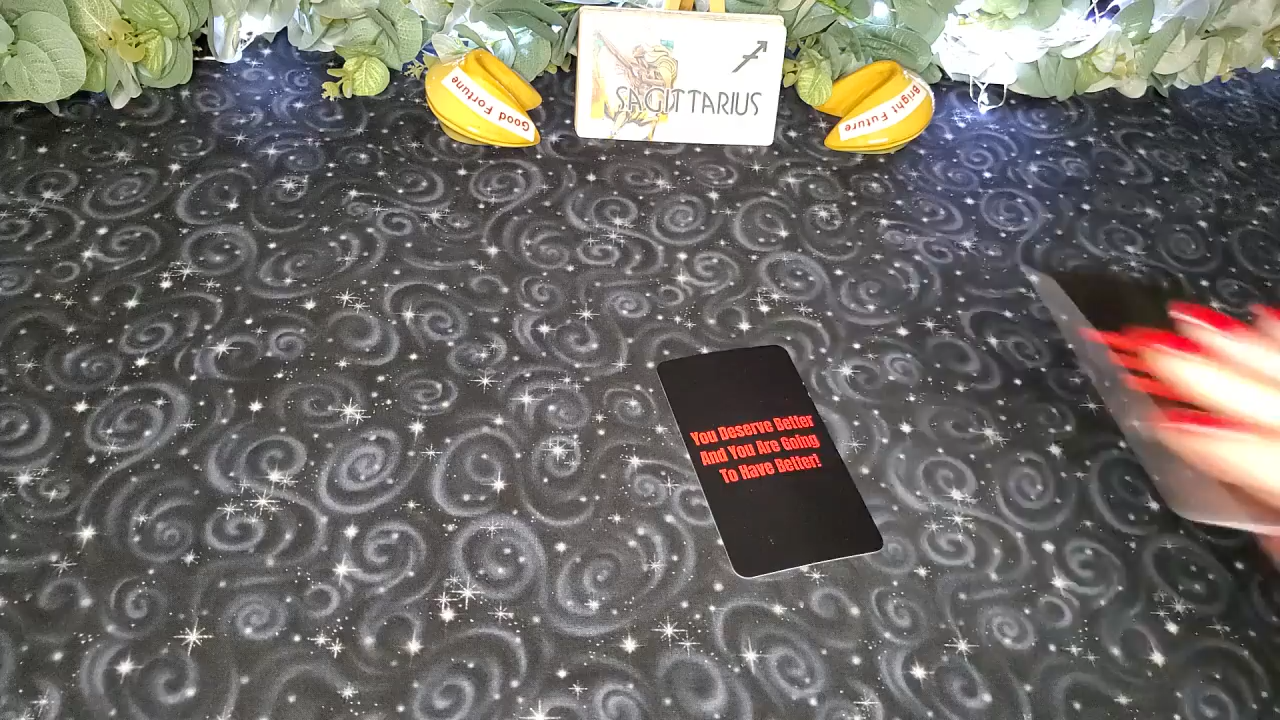 Good Fortune
SAGITTARIUS
Bright Future
You Deserve Better
And You Are Going
To Have Better!